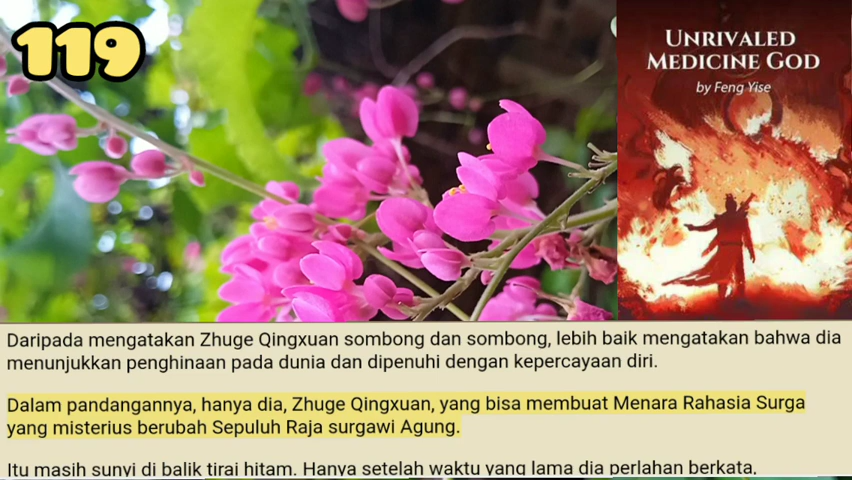 119
UNRIVALED
MEDICINE GOD
by Feng Yise
Daripada mengatakan Zhuge Qingxuan sombong dan sombong, lebih baik mengatakan bahwa dia
menunjukkan penghinaan pada dunia dan dipenuhi dengan kepercayaan diri.
Dalam pandangannya, hanya dia, Zhuge Qingxuan, yang bisa membuat Menara Rahasia Surga
yang misterius berubah Sepuluh Raja surgawi Agung.
Itu masih sunyi di balik tirai hitam. Hanya setelah waktu yang lama dia perlahan berkata,